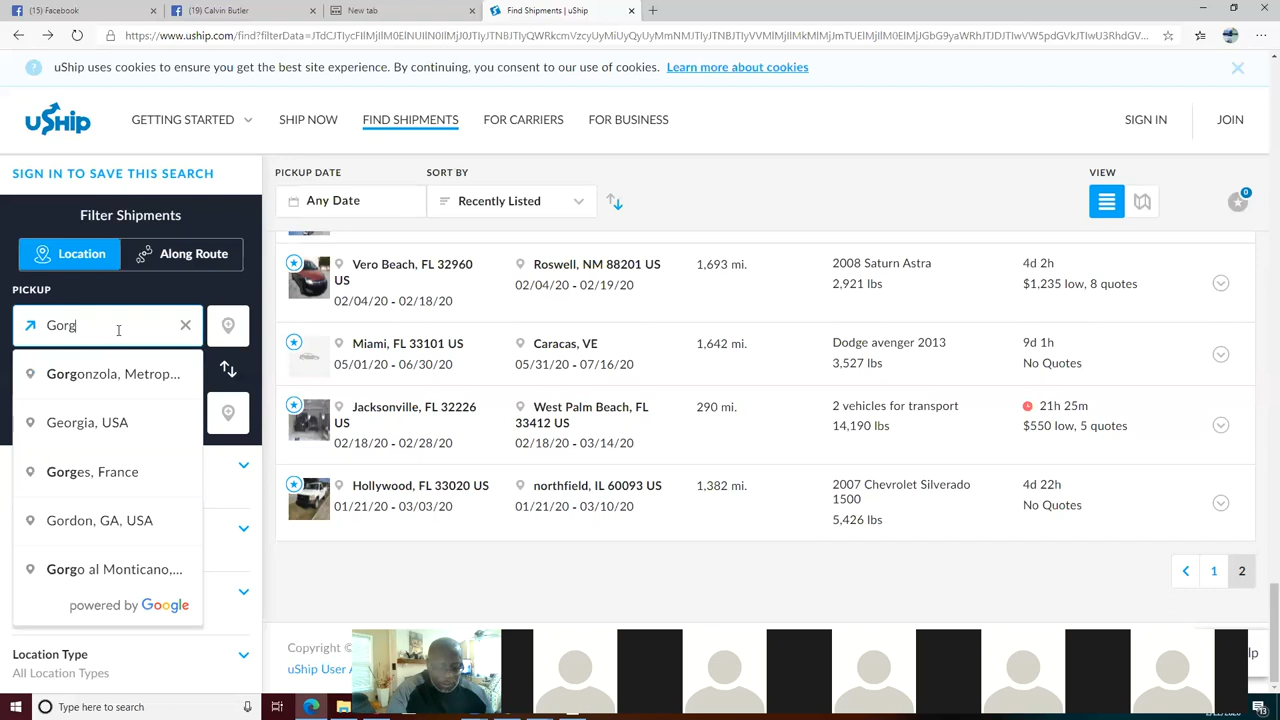 (15) Facebook
(19) Calvin Butler
New tab
Find Shipments | uShip
uShip uses cookies to ensure you get the best site experience. By continuing, you consent to our use of cookies. Learn more about cookies
uShip
GETTING STARTED
SHIP NOW
FIND SHIPMENTS
FOR CARRIERS
FOR BUSINESS
SIGN IN
JOIN
SIGN IN TO SAVE THIS SEARCH
Filter Shipments
Location
Along Route
PICKUP
Gorg
Gorgonzola, Metrop...
Georgia, USA
Gorges, France
Gordon, GA, USA
Gorgo al Monticano,...
powered by Google
Location Type
All Location Types
PICKUP DATE
Any Date
SORT BY
Recently Listed
VIEW
0
Vero Beach, FL 32960 US
02/04/20 - 02/18/20
Roswell, NM 88201 US
02/04/20 - 02/19/20
1,693 mi.
2008 Saturn Astra
2,921 lbs
4d 2h
$1,235 low, 8 quotes
Miami, FL 33101 US
05/01/20 - 06/30/20
Caracas, VE
05/31/20 - 07/16/20
1,642 mi.
Dodge avenger 2013
3,527 lbs
9d 1h
No Quotes
Jacksonville, FL 32226 US
02/18/20 - 02/28/20
West Palm Beach, FL 33412 US
02/18/20 - 03/14/20
290 mi.
2 vehicles for transport
14,190 lbs
21h 25m
$550 low, 5 quotes
Hollywood, FL 33020 US
01/21/20 - 03/03/20
northfield, IL 60093 US
01/21/20 - 03/10/20
1,382 mi.
2007 Chevrolet Silverado 1500
5,426 lbs
4d 22h
No Quotes
1
2
Copyright ©
uShip User
Type here to search
13